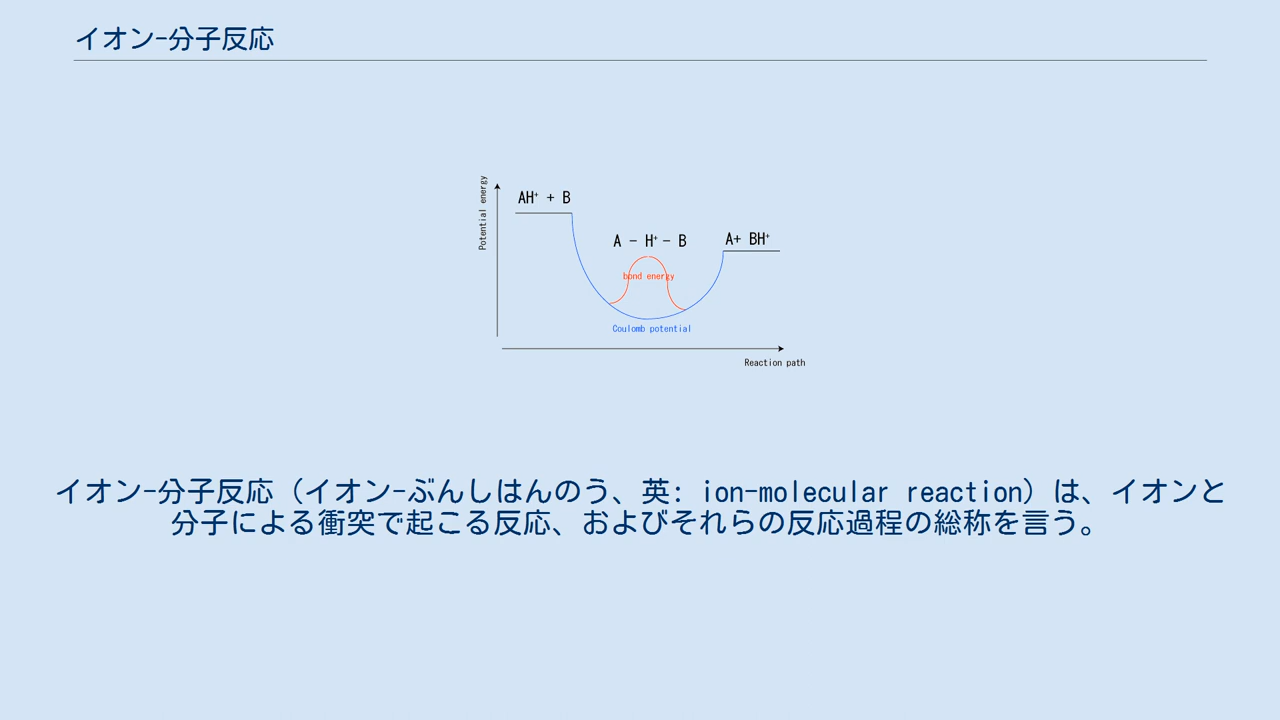 イオン-分子反応
Potential energy
AH⁺ + B
A - H⁺ - B
A+ BH⁺
bond energy
Coulomb potential
Reaction path
イオン-分子反応（イオン-ぶんしはんのう、英: ion-molecular reaction）は、イオンと
分子による衝突で起こる反応、およびそれらの反応過程の総称を言う。